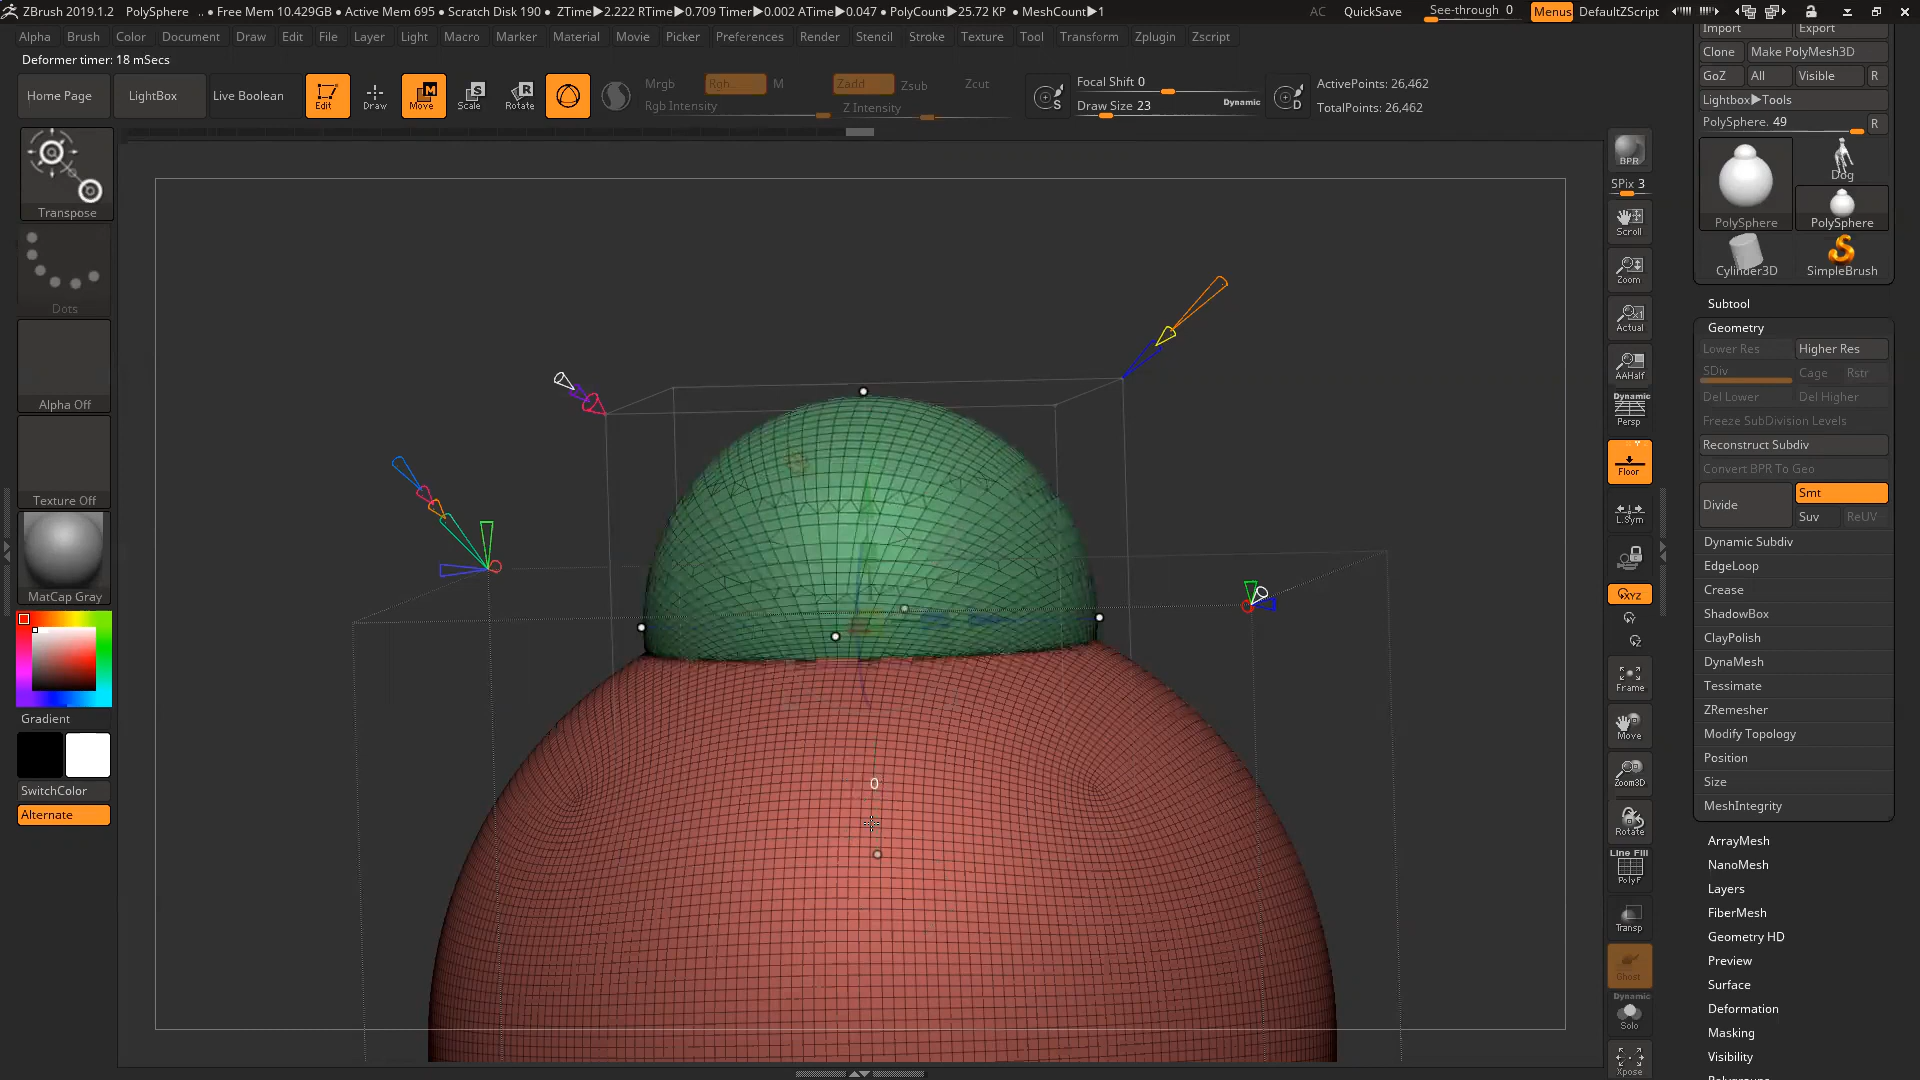 ZBrush 2019.1.2 PolySphere .. ● Free Mem 10.429GB ● Active Mem 695 ● Scratch Disk 190 ● ZTime▶2.222 RTime▶0.709 Timer▶0.002 ATime▶0.047 ● PolyCount▶25.72 KP ● MeshCount▶1 AC QuickSave See-through 0 Menus DefaultZScript
Alpha Brush Color Document Draw Edit File Layer Light Macro Marker Material Movie Picker Preferences Render Stencil Stroke Texture Tool Transform Zplugin Zscript
Deformer timer: 18 mSecs
Home Page LightBox Live Boolean Edit Draw Move Scale Rotate
Mrgb Rgb M Zadd Zsub Zcut
Rgb Intensity Z Intensity
S Focal Shift 0
Draw Size 23 Dynamic D
ActivePoints: 26,462
TotalPoints: 26,462
Transpose
Dots
Alpha Off
Texture Off
MatCap Gray
Gradient
SwitchColor
Alternate
0
BPR
SPix 3
Scroll
Zoom
Actual
AAHalf
Dynamic
Persp
Floor
L.Sym
XYZ
Frame
Move
Zoom3D
Rotate
Line Fill
PolyF
Transp
Ghost
Dynamic
Solo
Xpose
Import Export
Clone Make PolyMesh3D
GoZ All Visible R
Lightbox▶Tools
PolySphere. 49 R
PolySphere Dog
PolySphere
Cylinder3D SimpleBrush
Subtool
Geometry
Lower Res Higher Res
SDiv Cage Rstr
Del Lower Del Higher
Freeze SubDivision Levels
Reconstruct Subdiv
Convert BPR To Geo
Divide Smt
Suv ReUV
Dynamic Subdiv
EdgeLoop
Crease
ShadowBox
ClayPolish
DynaMesh
Tessimate
ZRemesher
Modify Topology
Position
Size
MeshIntegrity
ArrayMesh
NanoMesh
Layers
FiberMesh
Geometry HD
Preview
Surface
Deformation
Masking
Visibility